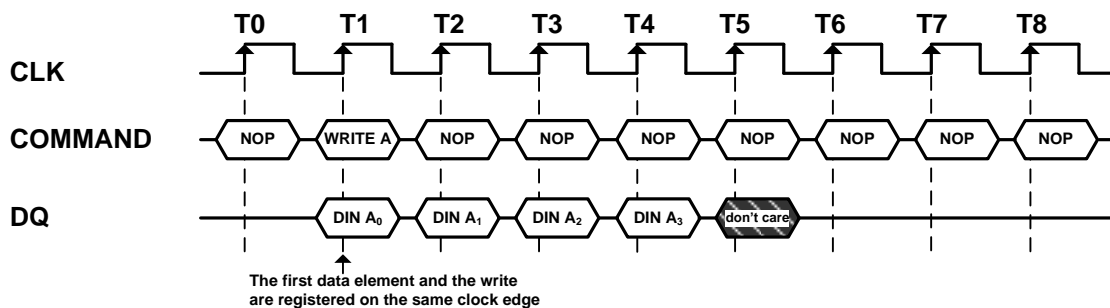 T0 T1 T2 T3 T4 T5 T6 T7 T8
CLK
COMMAND NOP WRITE A NOP NOP NOP NOP NOP NOP NOP
DQ DIN A₀ DIN A₁ DIN A₂ DIN A₃ don't care
The first data element and the write
are registered on the same clock edge